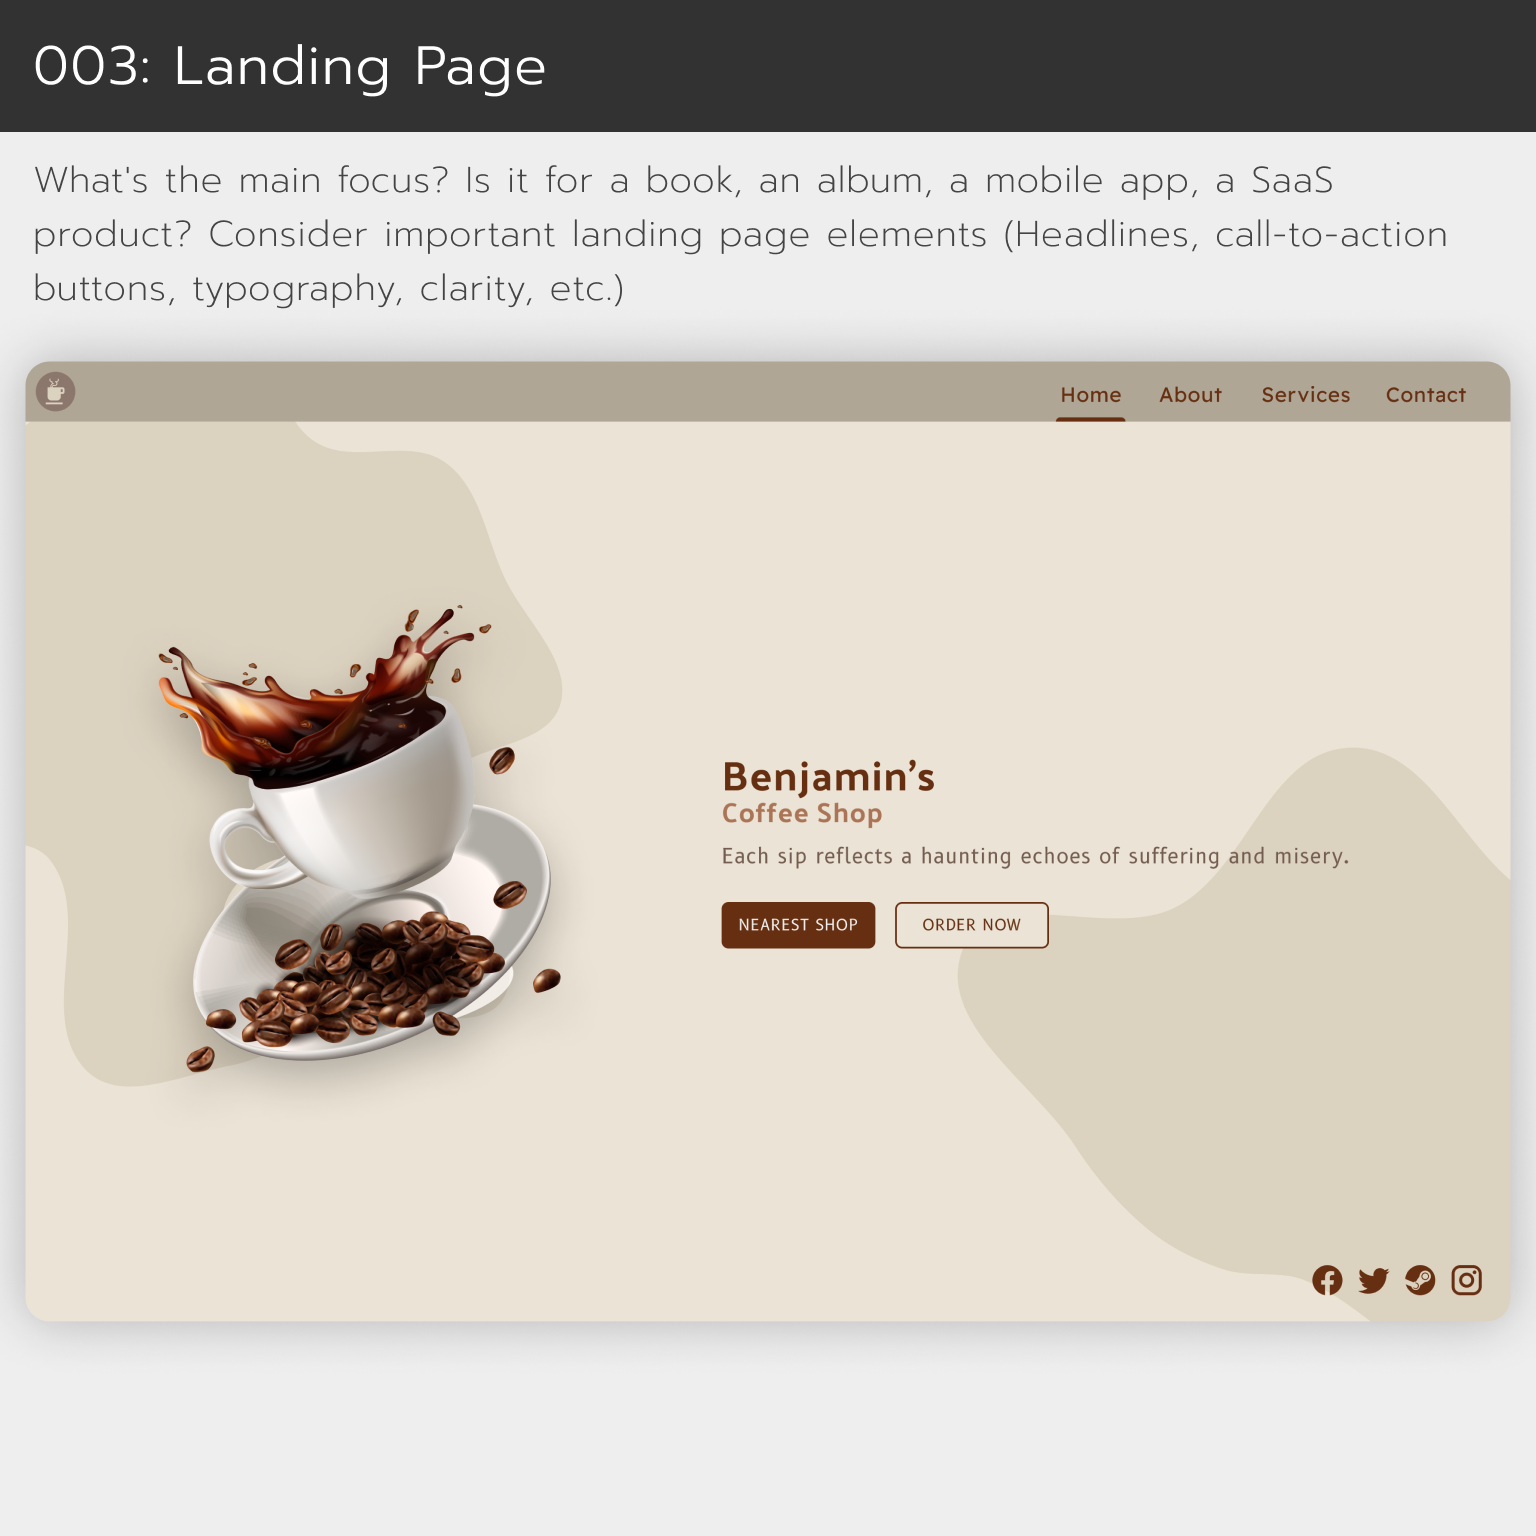 003: Landing Page
What's the main focus? Is it for a book, an album, a mobile app, a SaaS
product? Consider important landing page elements (Headlines, call-to-action
buttons, typography, clarity, etc.)
Home About Services Contact
Benjamin’s
Coffee Shop
Each sip reflects a haunting echoes of suffering and misery.
NEAREST SHOP ORDER NOW